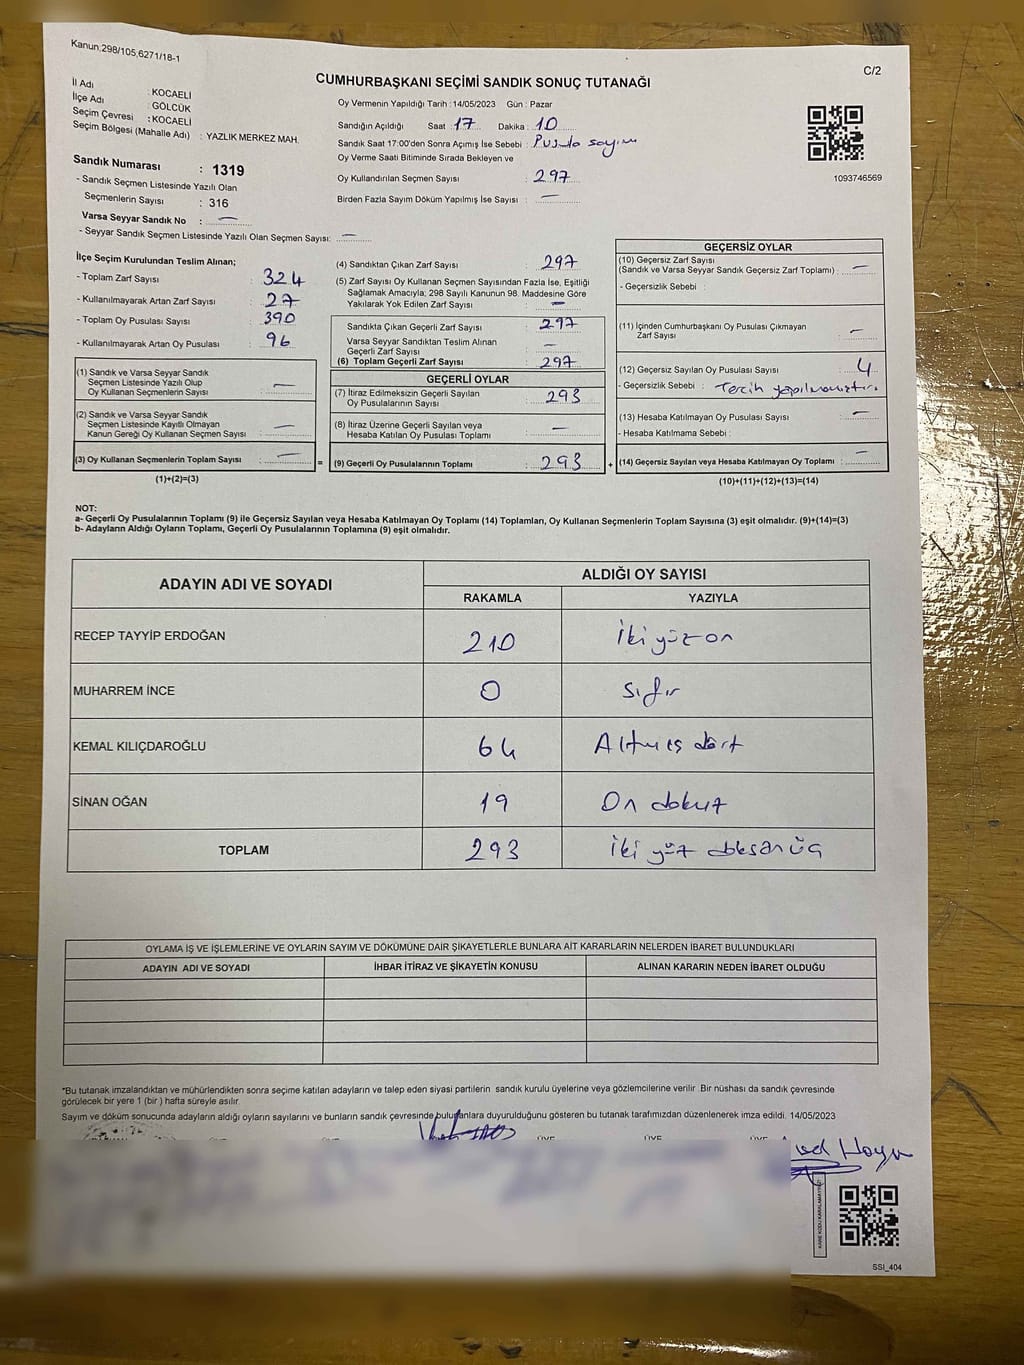 Kanun;298/105,6271/18-1
C/2
CUMHURBAŞKANI SEÇİMİ SANDIK SONUÇ TUTANAĞI
İl Adı : KOCAELİ
İlçe Adı : GÖLCÜK
Seçim Çevresi : KOCAELİ
Seçim Bölgesi (Mahalle Adı) : YAZLIK MERKEZ MAH.
Sandık Numarası : 1319
- Sandık Seçmen Listesinde Yazılı Olan
Seçmenlerin Sayısı : 316
Varsa Seyyar Sandık No : —
- Seyyar Sandık Seçmen Listesinde Yazılı Olan Seçmen Sayısı: —
Oy Vermenin Yapıldığı Tarih : 14/05/2023 Gün : Pazar
Sandığın Açıldığı Saat : 17 Dakika : 10
Sandık Saat 17:00'den Sonra Açımış İse Sebebi : Pusula sayım
Oy Verme Saati Bitiminde Sırada Bekleyen ve
Oy Kullandırılan Seçmen Sayısı : 297
Birden Fazla Sayım Döküm Yapılmış İse Sayısı : —
1093746569
İlçe Seçim Kurulundan Teslim Alınan;
- Toplam Zarf Sayısı : 324
- Kullanılmayarak Artan Zarf Sayısı : 27
- Toplam Oy Pusulası Sayısı : 390
- Kullanılmayarak Artan Oy Pusulası : 96
(1) Sandık ve Varsa Seyyar Sandık
Seçmen Listesinde Yazılı Olup
Oy Kullanan Seçmenlerin Sayısı : —
(2) Sandık ve Varsa Seyyar Sandık
Seçmen Listesinde Kayıtlı Olmayan
Kanun Gereği Oy Kullanan Seçmen Sayısı : —
(3) Oy Kullanan Seçmenlerin Toplam Sayısı : —
(1)+(2)=(3)
(4) Sandıktan Çıkan Zarf Sayısı : 297
(5) Zarf Sayısı Oy Kullanan Seçmen Sayısından Fazla İse, Eşitliği
Sağlamak Amacıyla; 298 Sayılı Kanunun 98. Maddesine Göre
Yakılarak Yok Edilen Zarf Sayısı : —
Sandıkta Çıkan Geçerli Zarf Sayısı : 297
Varsa Seyyar Sandıktan Teslim Alınan
Geçerli Zarf Sayısı : —
(6) Toplam Geçerli Zarf Sayısı : 297
GEÇERLİ OYLAR
(7) İtiraz Edilmeksizin Geçerli Sayılan
Oy Pusulalarının Sayısı : 293
(8) İtiraz Üzerine Geçerli Sayılan veya
Hesaba Katılan Oy Pusulası Toplamı : —
= (9) Geçerli Oy Pusulalarının Toplamı : 293 +
GEÇERSİZ OYLAR
(10) Geçersiz Zarf Sayısı
(Sandık ve Varsa Seyyar Sandık Geçersiz Zarf Toplamı) : —
- Geçersizlik Sebebi :
(11) İçinden Cumhurbaşkanı Oy Pusulası Çıkmayan
Zarf Sayısı : —
(12) Geçersiz Sayılan Oy Pusulası Sayısı : 4
- Geçersizlik Sebebi : Tercih yapılmamıştır.
(13) Hesaba Katılmayan Oy Pusulası Sayısı : —
- Hesaba Katılmama Sebebi :
(14) Geçersiz Sayılan veya Hesaba Katılmayan Oy Toplamı : —
(10)+(11)+(12)+(13)=(14)
NOT:
a- Geçerli Oy Pusulalarının Toplamı (9) ile Geçersiz Sayılan veya Hesaba Katılmayan Oy Toplamı (14) Toplamları, Oy Kullanan Seçmenlerin Toplam Sayısına (3) eşit olmalıdır. (9)+(14)=(3)
b- Adayların Aldığı Oyların Toplamı, Geçerli Oy Pusulalarının Toplamına (9) eşit olmalıdır.
ADAYIN ADI VE SOYADI
ALDIĞI OY SAYISI
RAKAMLA YAZIYLA
RECEP TAYYİP ERDOĞAN 210 İki yüz on
MUHARREM İNCE 0 sıfır
KEMAL KILIÇDAROĞLU 64 Altmış dört
SİNAN OĞAN 19 On dokuz
TOPLAM 293 İki yüz doksan üç
OYLAMA İŞ VE İŞLEMLERİNE VE OYLARIN SAYIM VE DÖKÜMÜNE DAİR ŞİKAYETLERLE BUNLARA AİT KARARLARIN NELERDEN İBARET BULUNDUKLARI
ADAYIN ADI VE SOYADI İHBAR İTİRAZ VE ŞİKAYETİN KONUSU ALINAN KARARIN NEDEN İBARET OLDUĞU
*Bu tutanak imzalandıktan ve mühürlendikten sonra seçime katılan adayların ve talep eden siyasi partilerin sandık kurulu üyelerine veya gözlemcilerine verilir. Bir nüshası da sandık çevresinde
görülecek bir yere 1 (bir) hafta süreyle asılır.
Sayım ve döküm sonucunda adayların aldığı oyların sayılarını ve bunların sandık çevresinde bulunanlara duyurulduğunu gösteren bu tutanak tarafımızdan düzenlenerek imza edildi. 14/05/2023
ÜYE ÜYE ÜYE
KARE KODU KARALAMAYINIZ!
SSI_404